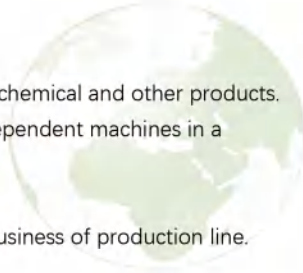 chemical and other products.
ependent machines in a
usiness of production line.